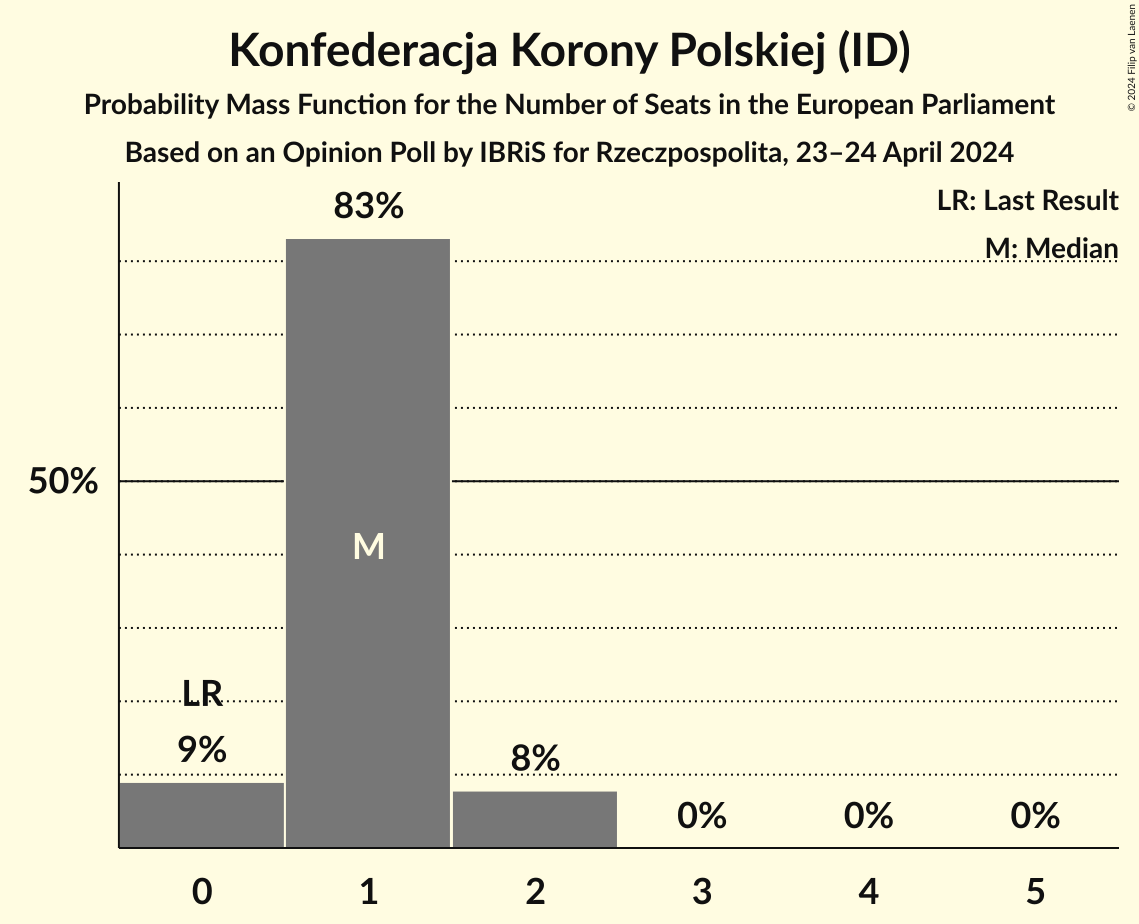 Konfederacja Korony Polskiej (ID)
Probability Mass Function for the Number of Seats in the European Parliament
Based on an Opinion Poll by IBRiS for Rzeczpospolita, 23–24 April 2024
© 2024 Filip van Laenen
LR: Last Result
M: Median
83%
50%
M
LR
9%
8%
0%
0%
0%
0
1
2
3
4
5